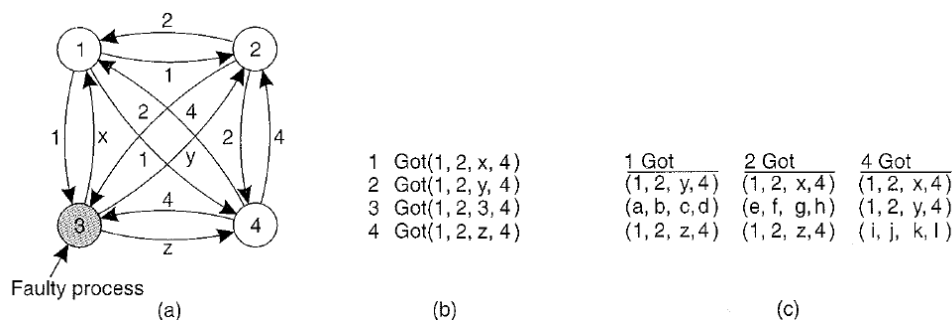 2
1
2
1
2
4
1
x
2
4
1
y
4
3
4
z
Faulty process
(a)
1 Got(1, 2, x, 4)
2 Got(1, 2, y, 4)
3 Got(1, 2, 3, 4)
4 Got(1, 2, z, 4)
(b)
1 Got
(1, 2, y, 4)
(a, b, c, d)
(1, 2, z, 4)
2 Got
(1, 2, x, 4)
(e, f, g, h)
(1, 2, z, 4)
4 Got
(1, 2, x, 4)
(1, 2, y, 4)
(i, j, k, l)
(c)